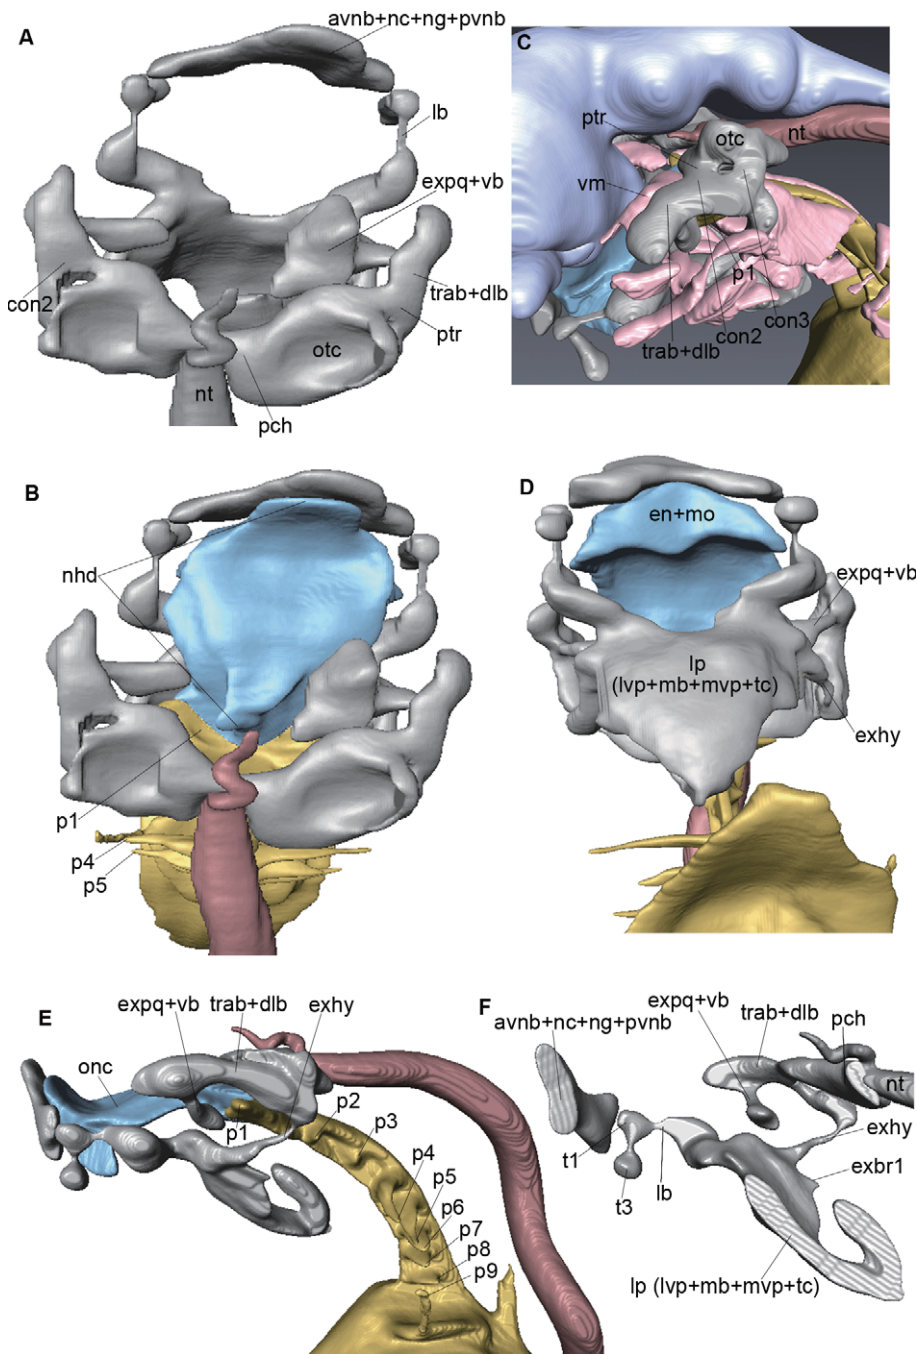 A
avnb+nc+ng+pvnb
lb
expq+vb
con2
trab+dlb
ptr
otc
nt
pch
C
ptr
otc
nt
vm
p1
con3
con2
trab+dlb
B
nhd
p1
p4
p5
D
en+mo
expq+vb
lp
(lvp+mb+mvp+tc)
exhy
E
expq+vb
trab+dlb
exhy
onc
p1
p2
p3
p4
p5
p6
p7
p8
p9
F
expq+vb
avnb+nc+ng+pvnb
trab+dlb
pch
nt
exhy
exbr1
t1
t3
lb
lp (lvp+mb+mvp+tc)